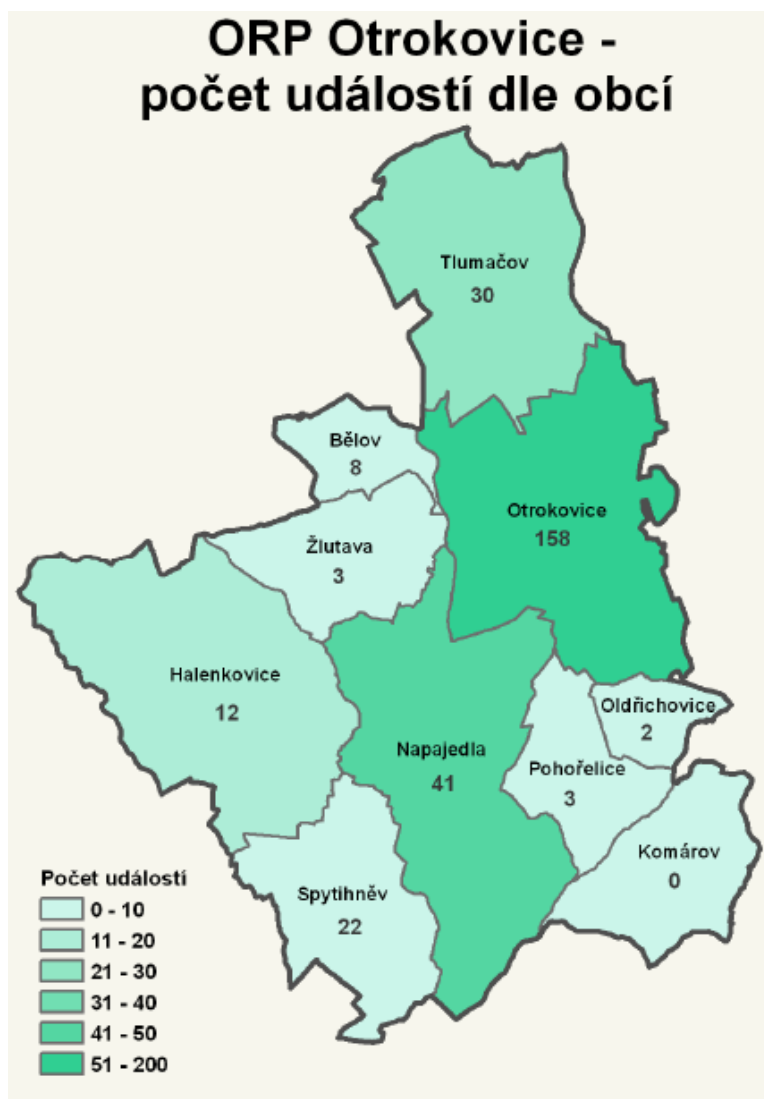 ORP Otrokovice -
počet událostí dle obcí
Tlumačov
30
Bělov
8
Otrokovice
158
Žlutava
3
Halenkovice
12
Oldřichovice
2
Napajedla
41
Pohořelice
3
Komárov
0
Spytihněv
22
Počet událostí
0 - 10
11 - 20
21 - 30
31 - 40
41 - 50
51 - 200